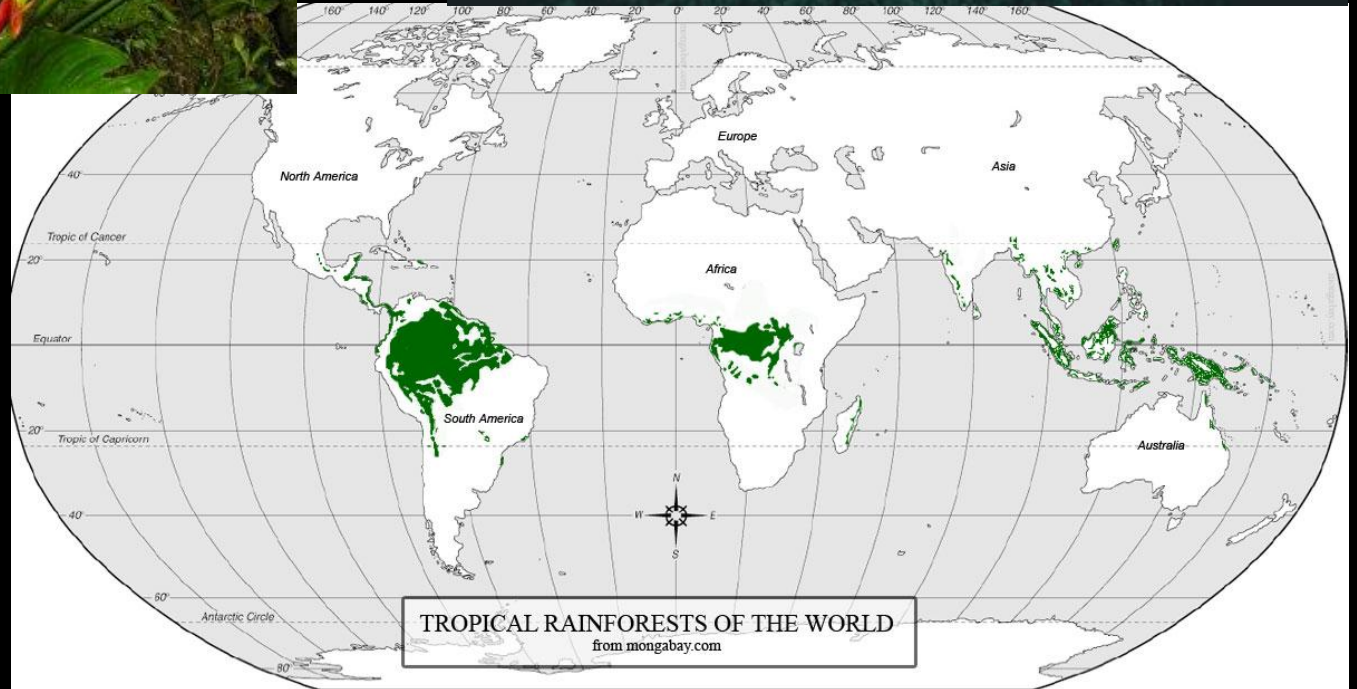 160° 140° 120° 100° 80° 60° 40° 20° 0° 20° 40° 60° 80° 100° 120° 140° 160°
Europe
Asia
40°
North America
Tropic of Cancer
20°
Africa
Equator
South America
20°
Tropic of Capricorn
Australia
N
40°
W
E
S
60°
Antarctic Circle
TROPICAL RAINFORESTS OF THE WORLD
from mongabay.com
80°